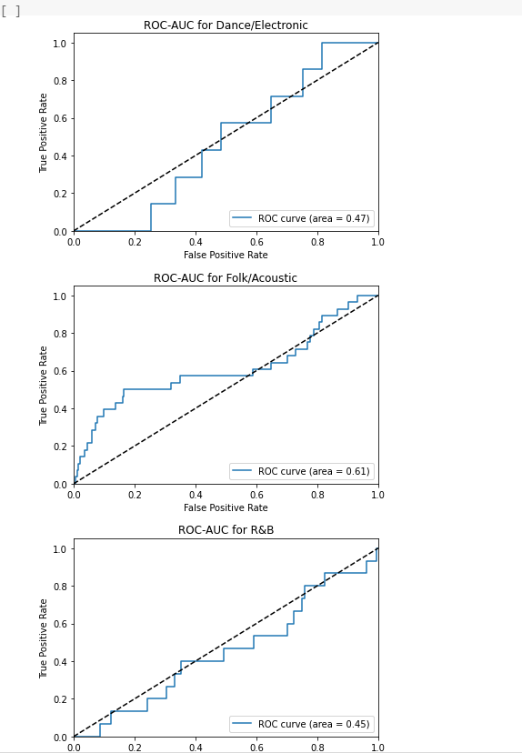 [ ]
ROC-AUC for Dance/Electronic
1.0
0.8
0.6
0.4
0.2
0.0
True Positive Rate
ROC curve (area = 0.47)
0.0 0.2 0.4 0.6 0.8 1.0
False Positive Rate
ROC-AUC for Folk/Acoustic
1.0
0.8
0.6
0.4
0.2
0.0
True Positive Rate
ROC curve (area = 0.61)
0.0 0.2 0.4 0.6 0.8 1.0
False Positive Rate
ROC-AUC for R&B
1.0
0.8
0.6
0.4
0.2
0.0
True Positive Rate
ROC curve (area = 0.45)
0.0 0.2 0.4 0.6 0.8 1.0